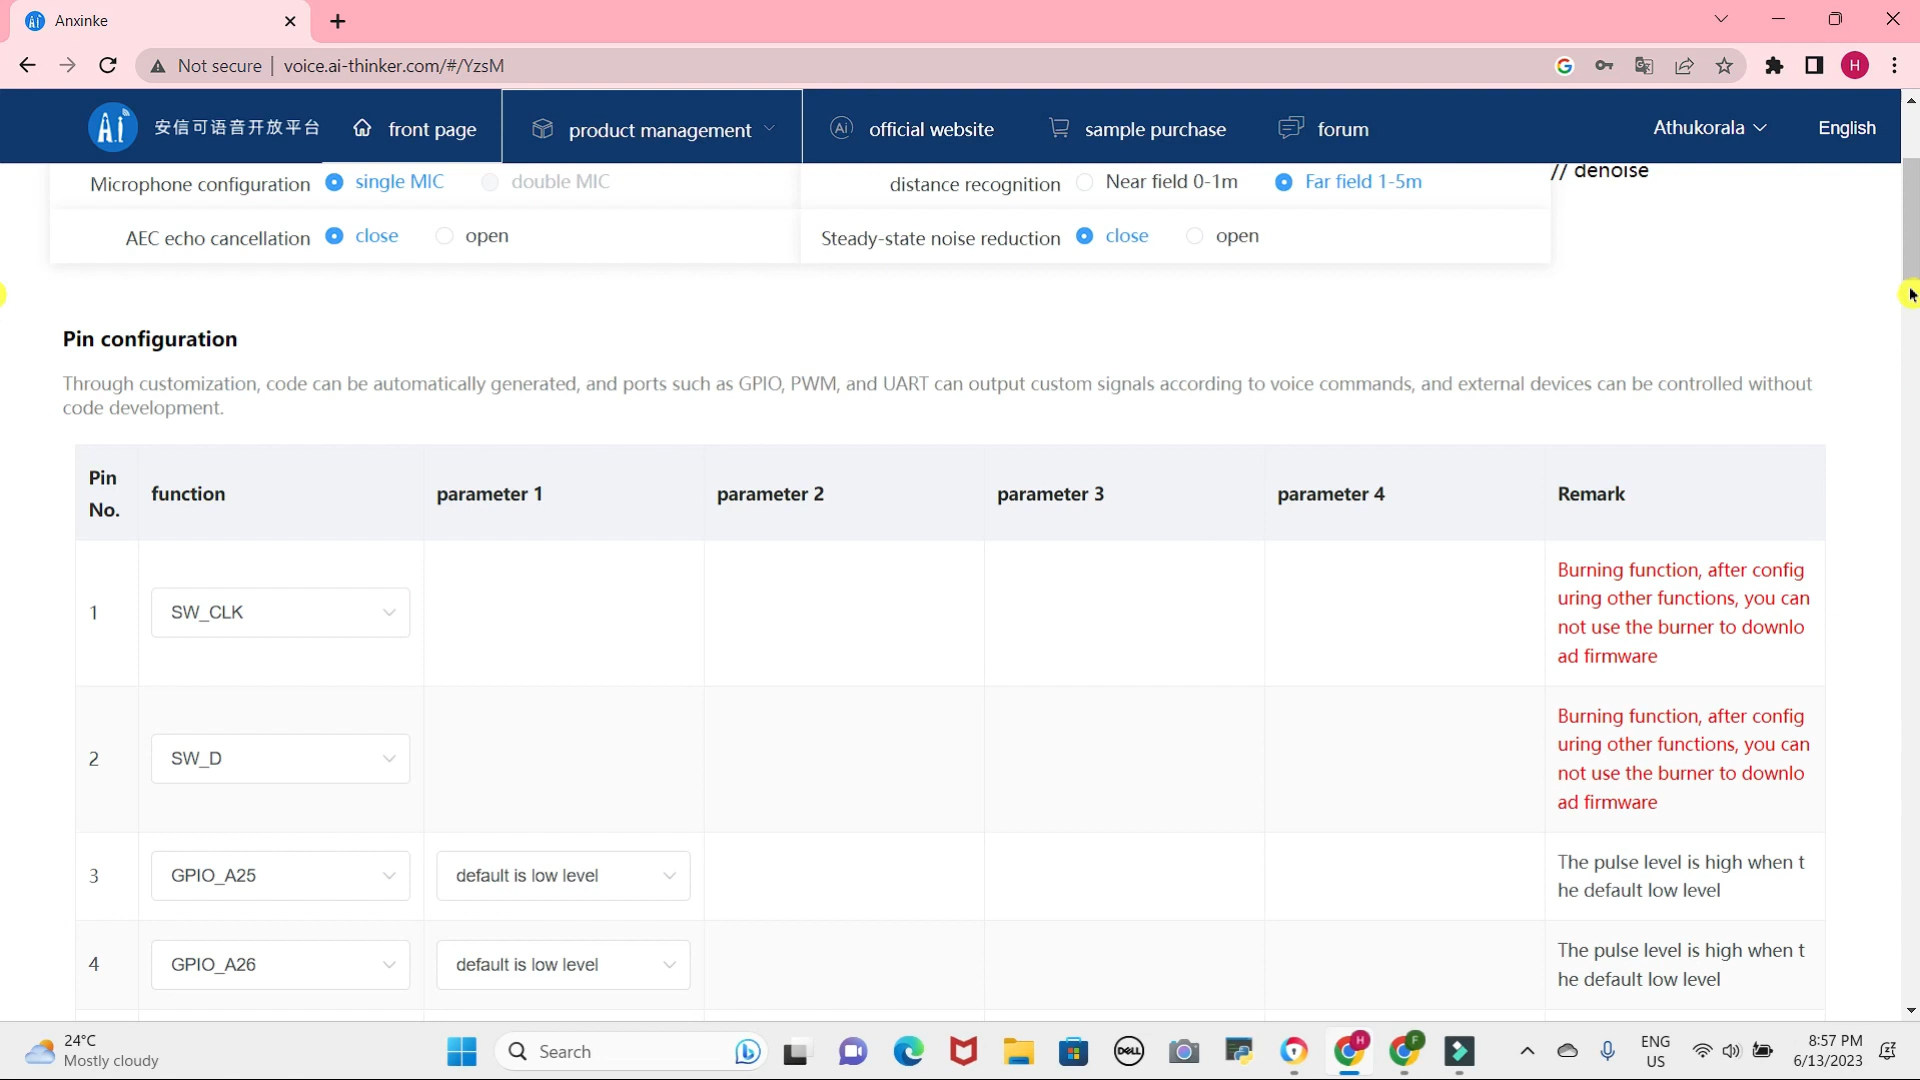 Anxinke
Not secure | voice.ai-thinker.com/#/YzsM
H
Ai 安信可语音开放平台 front page product management Ai official website sample purchase forum Athukorala English
Microphone configuration single MIC double MIC distance recognition Near field 0-1m Far field 1-5m // denoise
AEC echo cancellation close open Steady-state noise reduction close open
Pin configuration
Through customization, code can be automatically generated, and ports such as GPIO, PWM, and UART can output custom signals according to voice commands, and external devices can be controlled without
code development.
Pin
No. function parameter 1 parameter 2 parameter 3 parameter 4 Remark
1 SW_CLK
Burning function, after config
uring other functions, you can
not use the burner to downlo
ad firmware
2 SW_D
Burning function, after config
uring other functions, you can
not use the burner to downlo
ad firmware
3 GPIO_A25 default is low level
The pulse level is high when t
he default low level
4 GPIO_A26 default is low level
The pulse level is high when t
he default low level
24°C
Mostly cloudy
Search
DELL
H
F
ENG
US
8:57 PM
6/13/2023